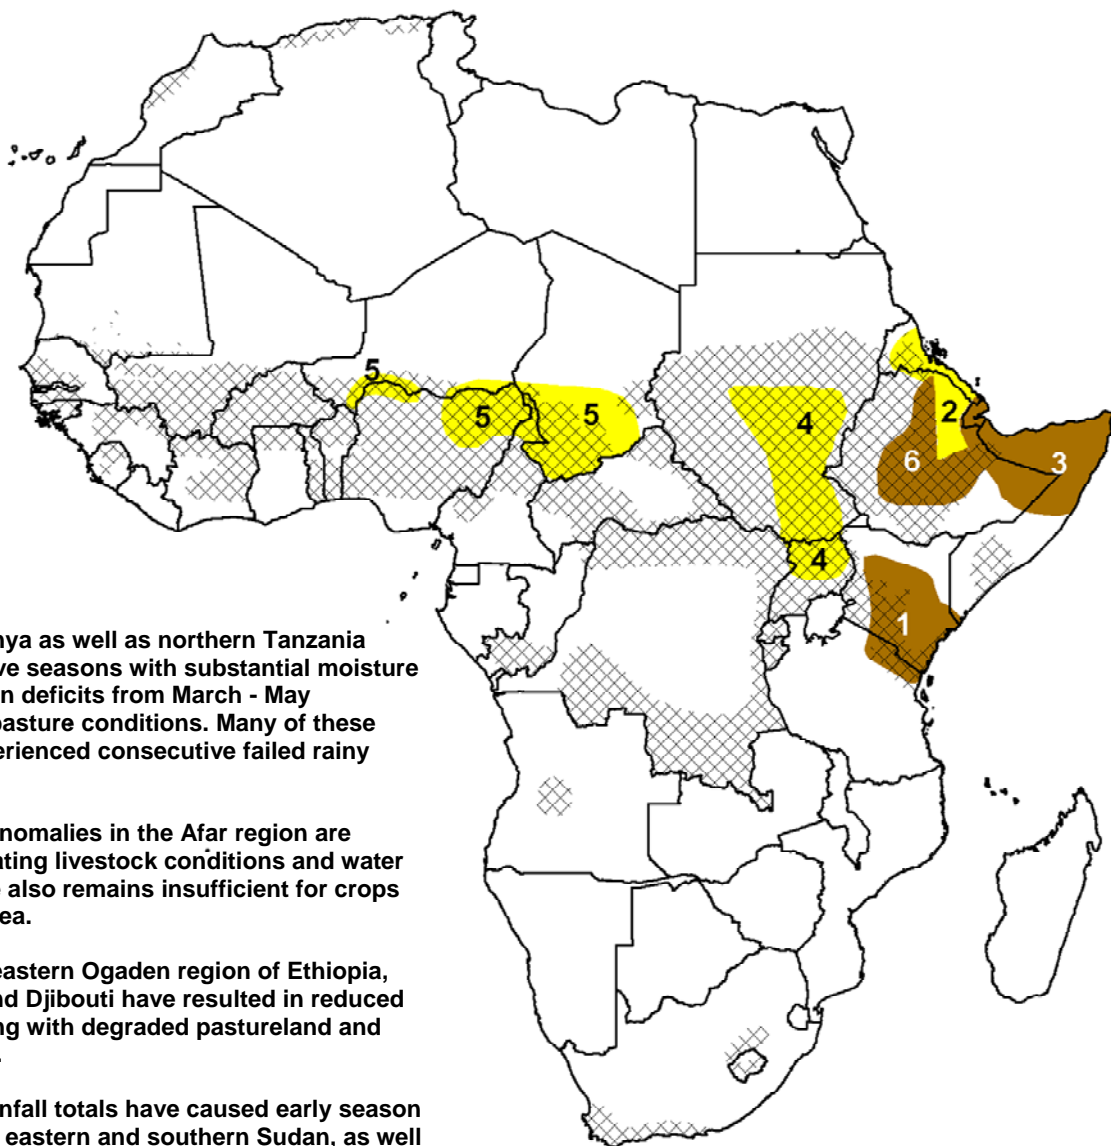 5
5
5
4
2
6
3
4
1
nya as well as northern Tanzania
ve seasons with substantial moisture
n deficits from March - May
pasture conditions. Many of these
erienced consecutive failed rainy
nomalies in the Afar region are
ating livestock conditions and water
also remains insufficient for crops
ea.
eastern Ogaden region of Ethiopia,
nd Djibouti have resulted in reduced
ng with degraded pastureland and
.
nfall totals have caused early season
eastern and southern Sudan, as well